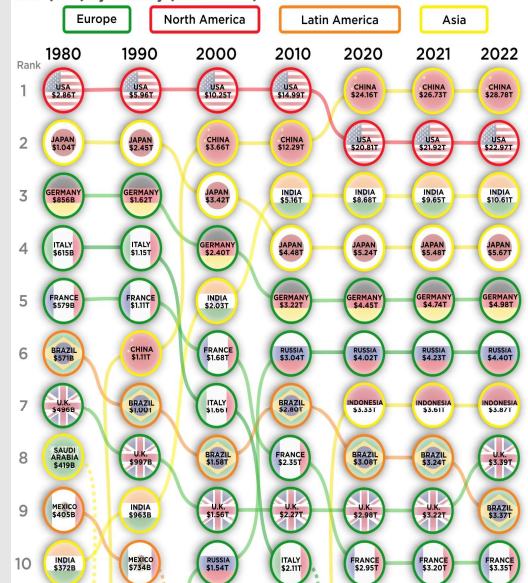 Europe North America Latin America Asia
1980 1990 2000 2010 2020 2021 2022
Rank
1 USA $2.86T USA $5.96T USA $10.25T USA $14.99T CHINA $24.16T CHINA $26.73T CHINA $28.78T
2 JAPAN $1.04T JAPAN $2.45T CHINA $3.66T CHINA $12.29T USA $20.81T USA $21.92T USA $22.97T
3 GERMANY $856B GERMANY $1.62T JAPAN $3.42T INDIA $5.16T INDIA $8.68T INDIA $9.65T INDIA $10.61T
4 ITALY $615B ITALY $1.15T GERMANY $2.40T JAPAN $4.48T JAPAN $5.24T JAPAN $5.48T JAPAN $5.67T
5 FRANCE $579B FRANCE $1.11T INDIA $2.03T GERMANY $3.22T GERMANY $4.45T GERMANY $4.74T GERMANY $4.98T
6 BRAZIL $571B CHINA $1.11T FRANCE $1.68T RUSSIA $3.04T RUSSIA $4.02T RUSSIA $4.23T RUSSIA $4.40T
7 U.K. $496B BRAZIL $1.00T ITALY $1.66T BRAZIL $2.80T INDONESIA $3.33T INDONESIA $3.61T INDONESIA $3.87T
8 SAUDI ARABIA $419B U.K. $997B BRAZIL $1.58T FRANCE $2.35T BRAZIL $3.08T BRAZIL $3.24T U.K. $3.39T
9 MEXICO $405B INDIA $963B U.K. $1.56T U.K. $2.27T U.K. $2.98T U.K. $3.22T BRAZIL $3.37T
10 INDIA $372B MEXICO $734B RUSSIA $1.54T ITALY $2.11T FRANCE $2.95T FRANCE $3.20T FRANCE $3.35T